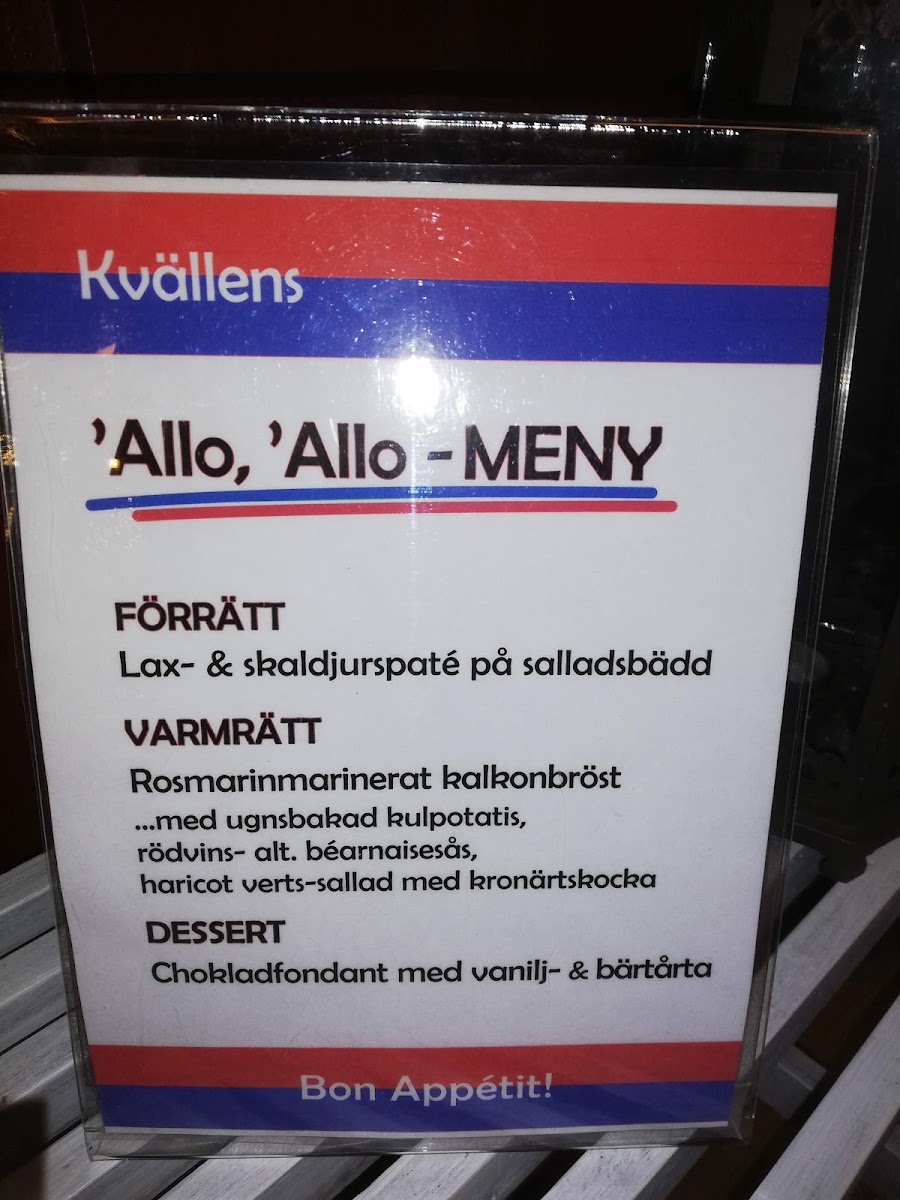 Kvällens
'Allo, 'Allo - MENY
FÖRRÄTT
Lax- & skaldjurspaté på salladsbädd
VARMRÄTT
Rosmarinmarinerat kalkonbröst
...med ugnsbakad kulpotatis,
rödvins- alt. béarnaisesås,
haricot verts-sallad med kronärtskocka
DESSERT
Chokladfondant med vanilj- & bärtårta
Bon Appétit!